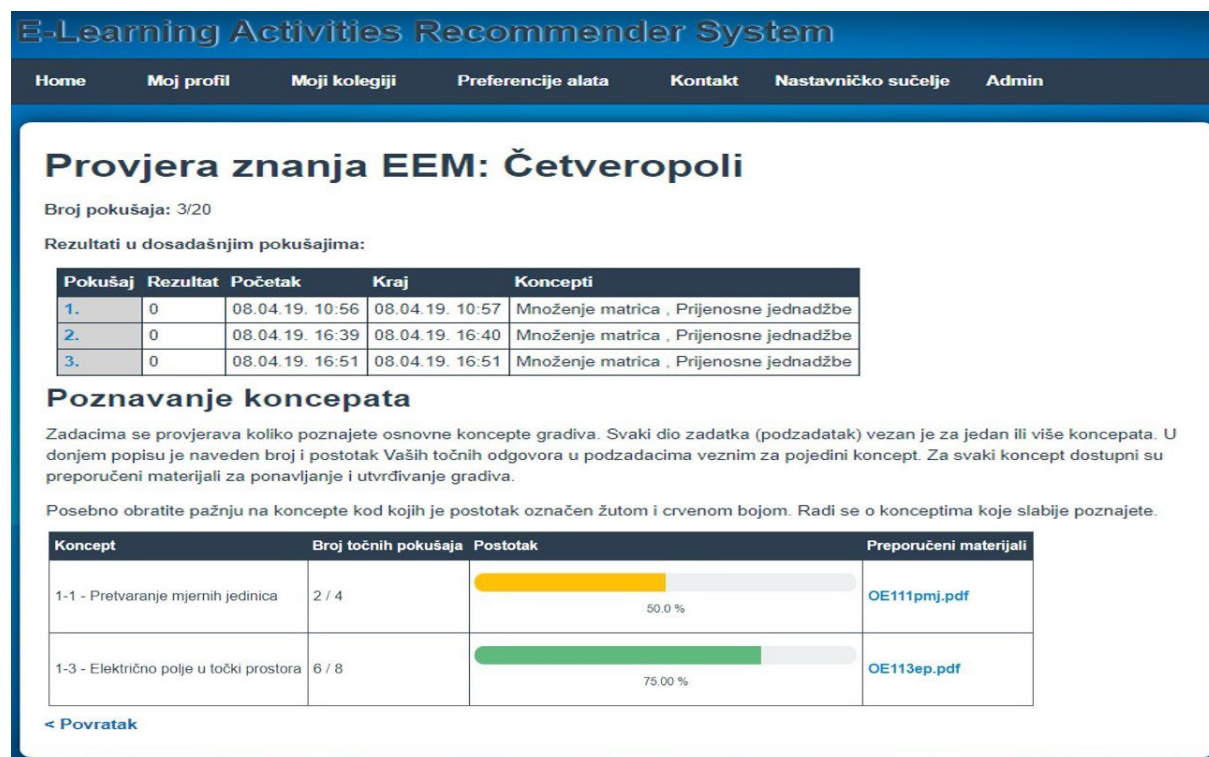 E-Learning Activities Recommender System
Home Moj profil Moji kolegiji Preferencije alata Kontakt Nastavničko sučelje Admin
Provjera znanja EEM: Četveropoli
Broj pokušaja: 3/20
Rezultati u dosadašnjim pokušajima:
Pokušaj Rezultat Početak Kraj Koncepti
1. 0 08.04.19. 10:56 08.04.19. 10:57 Množenje matrica , Prijenosne jednadžbe
2. 0 08.04.19. 16:39 08.04.19. 16:40 Množenje matrica , Prijenosne jednadžbe
3. 0 08.04.19. 16:51 08.04.19. 16:51 Množenje matrica , Prijenosne jednadžbe
Poznavanje koncepata
Zadacima se provjerava koliko poznajete osnovne koncepte gradiva. Svaki dio zadatka (podzadatak) vezan je za jedan ili više koncepata. U
donjem popisu je naveden broj i postotak Vaših točnih odgovora u podzadacima veznim za pojedini koncept. Za svaki koncept dostupni su
preporučeni materijali za ponavljanje i utvrđivanje gradiva.
Posebno obratite pažnju na koncepte kod kojih je postotak označen žutom i crvenom bojom. Radi se o konceptima koje slabije poznajete.
Koncept Broj točnih pokušaja Postotak Preporučeni materijali
1-1 - Pretvaranje mjernih jedinica 2 / 4 50.0 % OE111pmj.pdf
1-3 - Električno polje u točki prostora 6 / 8 75.00 % OE113ep.pdf
< Povratak